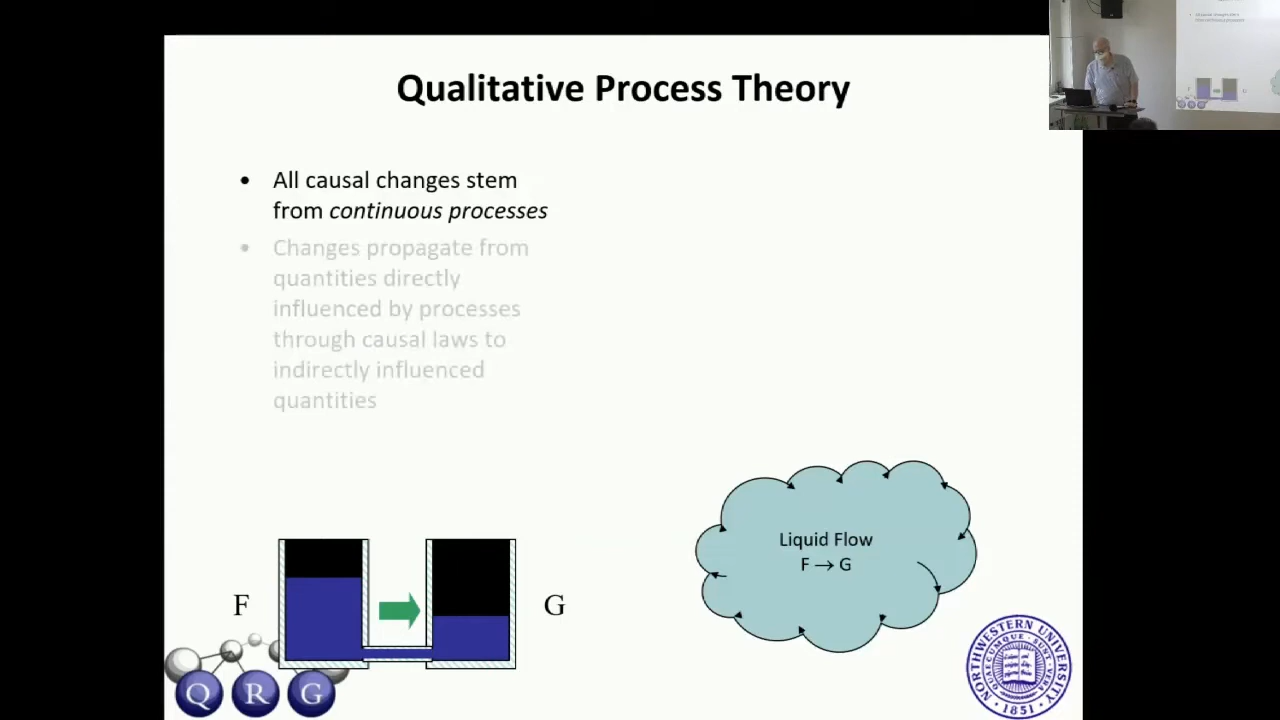 Qualitative Process Theory
• All causal changes stem
from continuous processes
• Changes propagate from
quantities directly
influenced by processes
through causal laws to
indirectly influenced
quantities
Liquid Flow
F → G
F
G
Q R G
NORTHWESTERN UNIVERSITY
1851